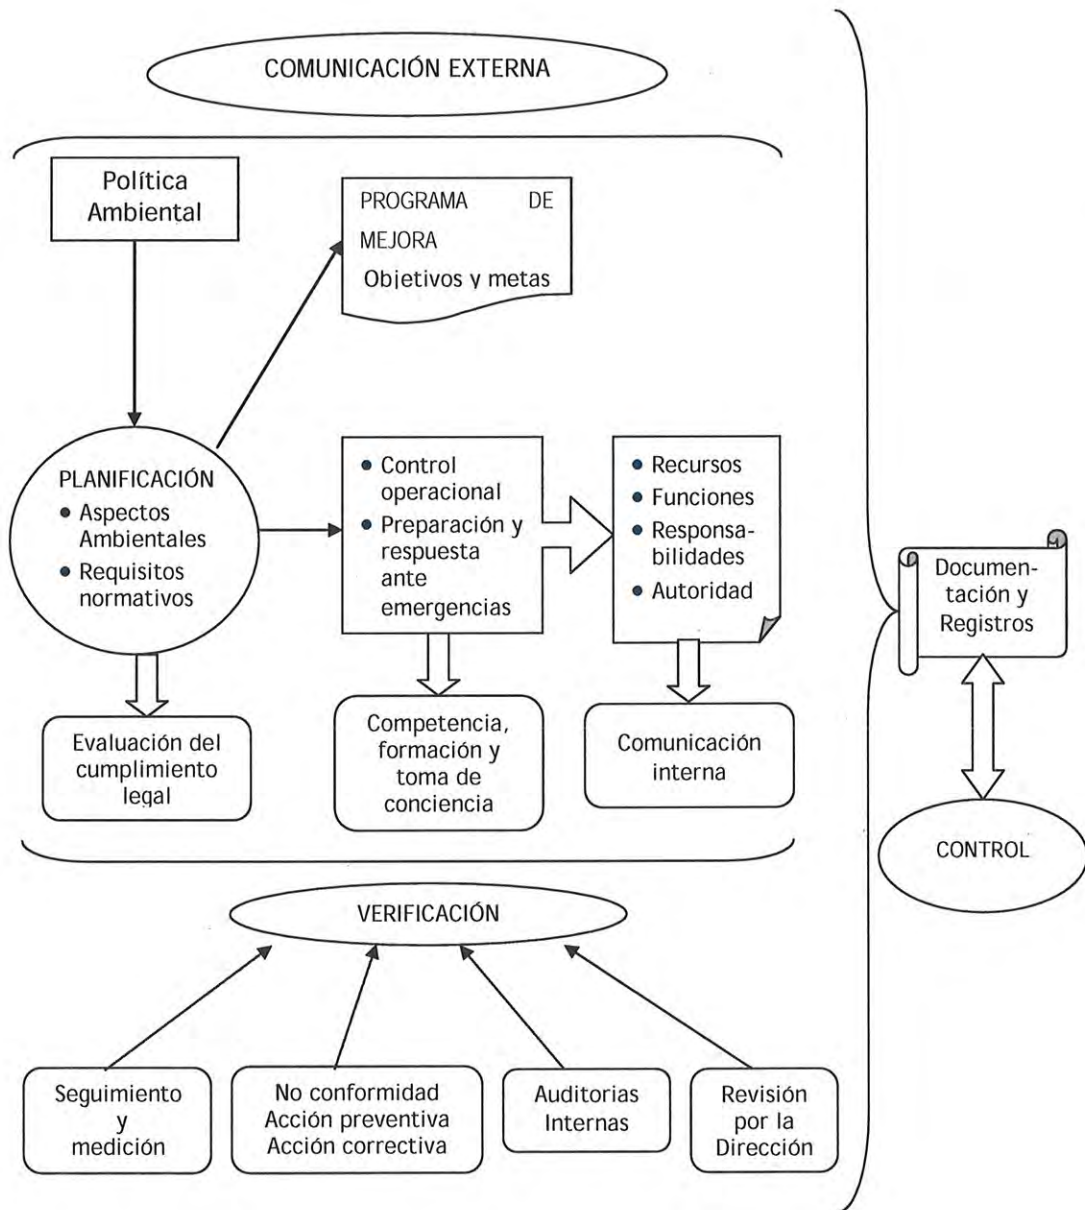 COMUNICACIÓN EXTERNA
Política
Ambiental
PROGRAMA DE
MEJORA
Objetivos y metas
PLANIFICACIÓN
• Aspectos
Ambientales
• Requisitos
normativos
• Control
operacional
• Preparación y
respuesta
ante
emergencias
• Recursos
• Funciones
• Responsa-
bilidades
• Autoridad
Documen-
tación y
Registros
Evaluación del
cumplimiento
legal
Competencia,
formación y
toma de
conciencia
Comunicación
interna
CONTROL
VERIFICACIÓN
Seguimiento
y
medición
No conformidad
Acción preventiva
Acción correctiva
Auditorias
Internas
Revisión
por la
Dirección